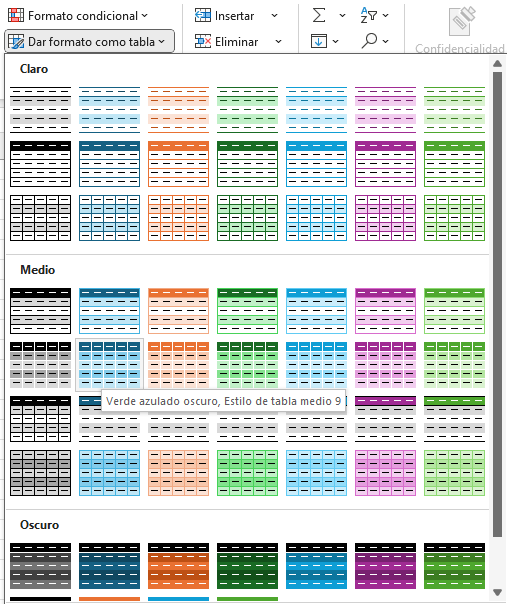 Formato condicional Insertar
Dar formato como tabla Eliminar
Confidencialidad
Claro
Medio
Verde azulado oscuro, Estilo de tabla medio 9
Oscuro